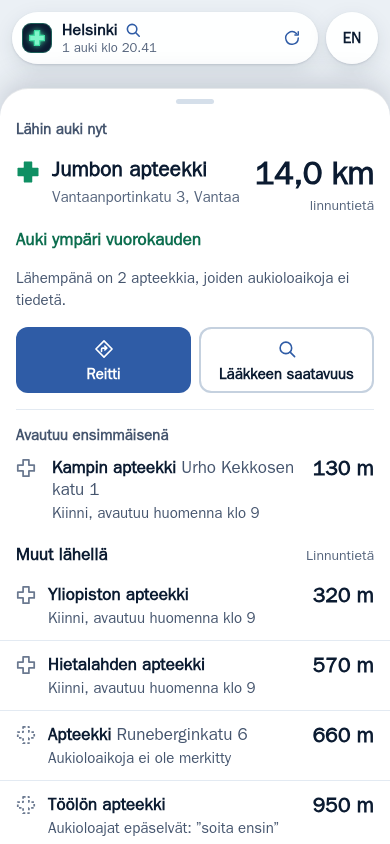 Helsinki
1 auki klo 20.41
EN
Lähin auki nyt
Jumbon apteekki
14,0 km
Vantaanportinkatu 3, Vantaa
linnuntietä
Auki ympäri vuorokauden
Lähempänä on 2 apteekkia, joiden aukioloaikoja ei
tiedetä.
Reitti
Lääkkeen saatavuus
Avautuu ensimmäisenä
Kampin apteekki Urho Kekkosen
katu 1
130 m
Kiinni, avautuu huomenna klo 9
Muut lähellä
Linnuntietä
Yliopiston apteekki
320 m
Kiinni, avautuu huomenna klo 9
Hietalahden apteekki
570 m
Kiinni, avautuu huomenna klo 9
Apteekki Runeberginkatu 6
660 m
Aukioloaikoja ei ole merkitty
Töölön apteekki
950 m
Aukioloajat epäselvät: "soita ensin"